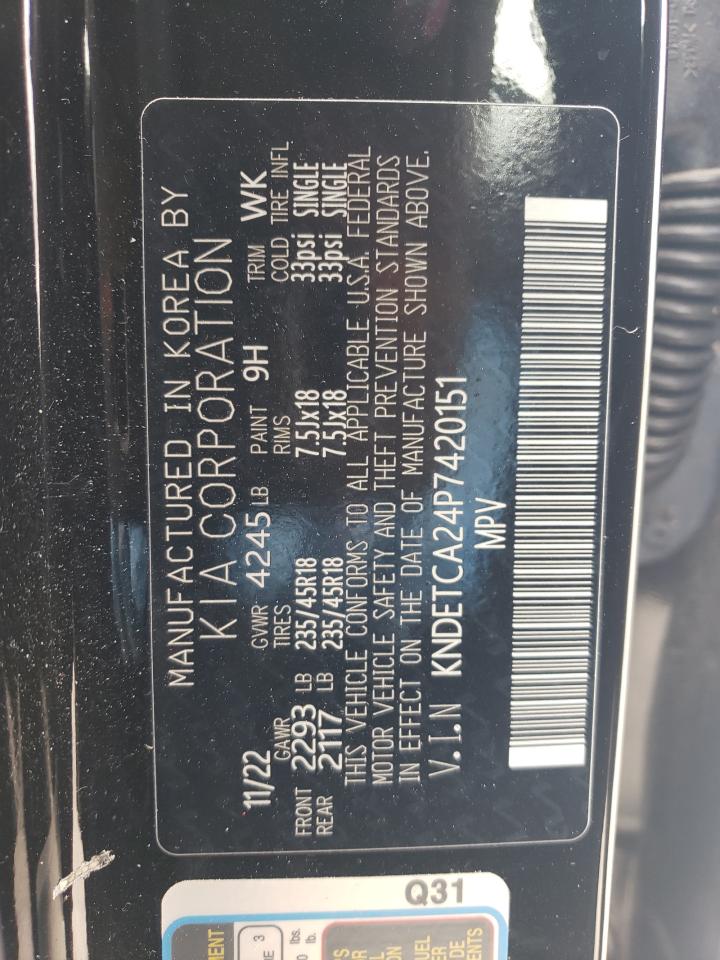 MANUFACTURED IN KOREA BY
KIA CORPORATION
11/22 GVWR 4245 LB PAINT 9H TRIM WK
GAWR TIRES RIMS COLD TIRE INFL
FRONT 2293 LB 235/45R18 7.5Jx18 33psi SINGLE
REAR 2117 LB 235/45R18 7.5Jx18 33psi SINGLE
THIS VEHICLE CONFORMS TO ALL APPLICABLE U.S.A. FEDERAL
MOTOR VEHICLE SAFETY AND THEFT PREVENTION STANDARDS
IN EFFECT ON THE DATE OF MANUFACTURE SHOWN ABOVE.
V.I.N KNDETCA24P7420151
MPV
Q31
3
lbs.
lb.